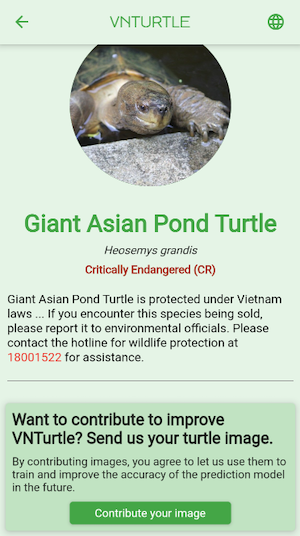 VNTURTLE
Giant Asian Pond Turtle
Heosemys grandis
Critically Endangered (CR)
Giant Asian Pond Turtle is protected under Vietnam
laws ... If you encounter this species being sold,
please report it to environmental officials. Please
contact the hotline for wildlife protection at
18001522 for assistance.
Want to contribute to improve
VNTurtle? Send us your turtle image.
By contributing images, you agree to let us use them to
train and improve the accuracy of the prediction model
in the future.
Contribute your image